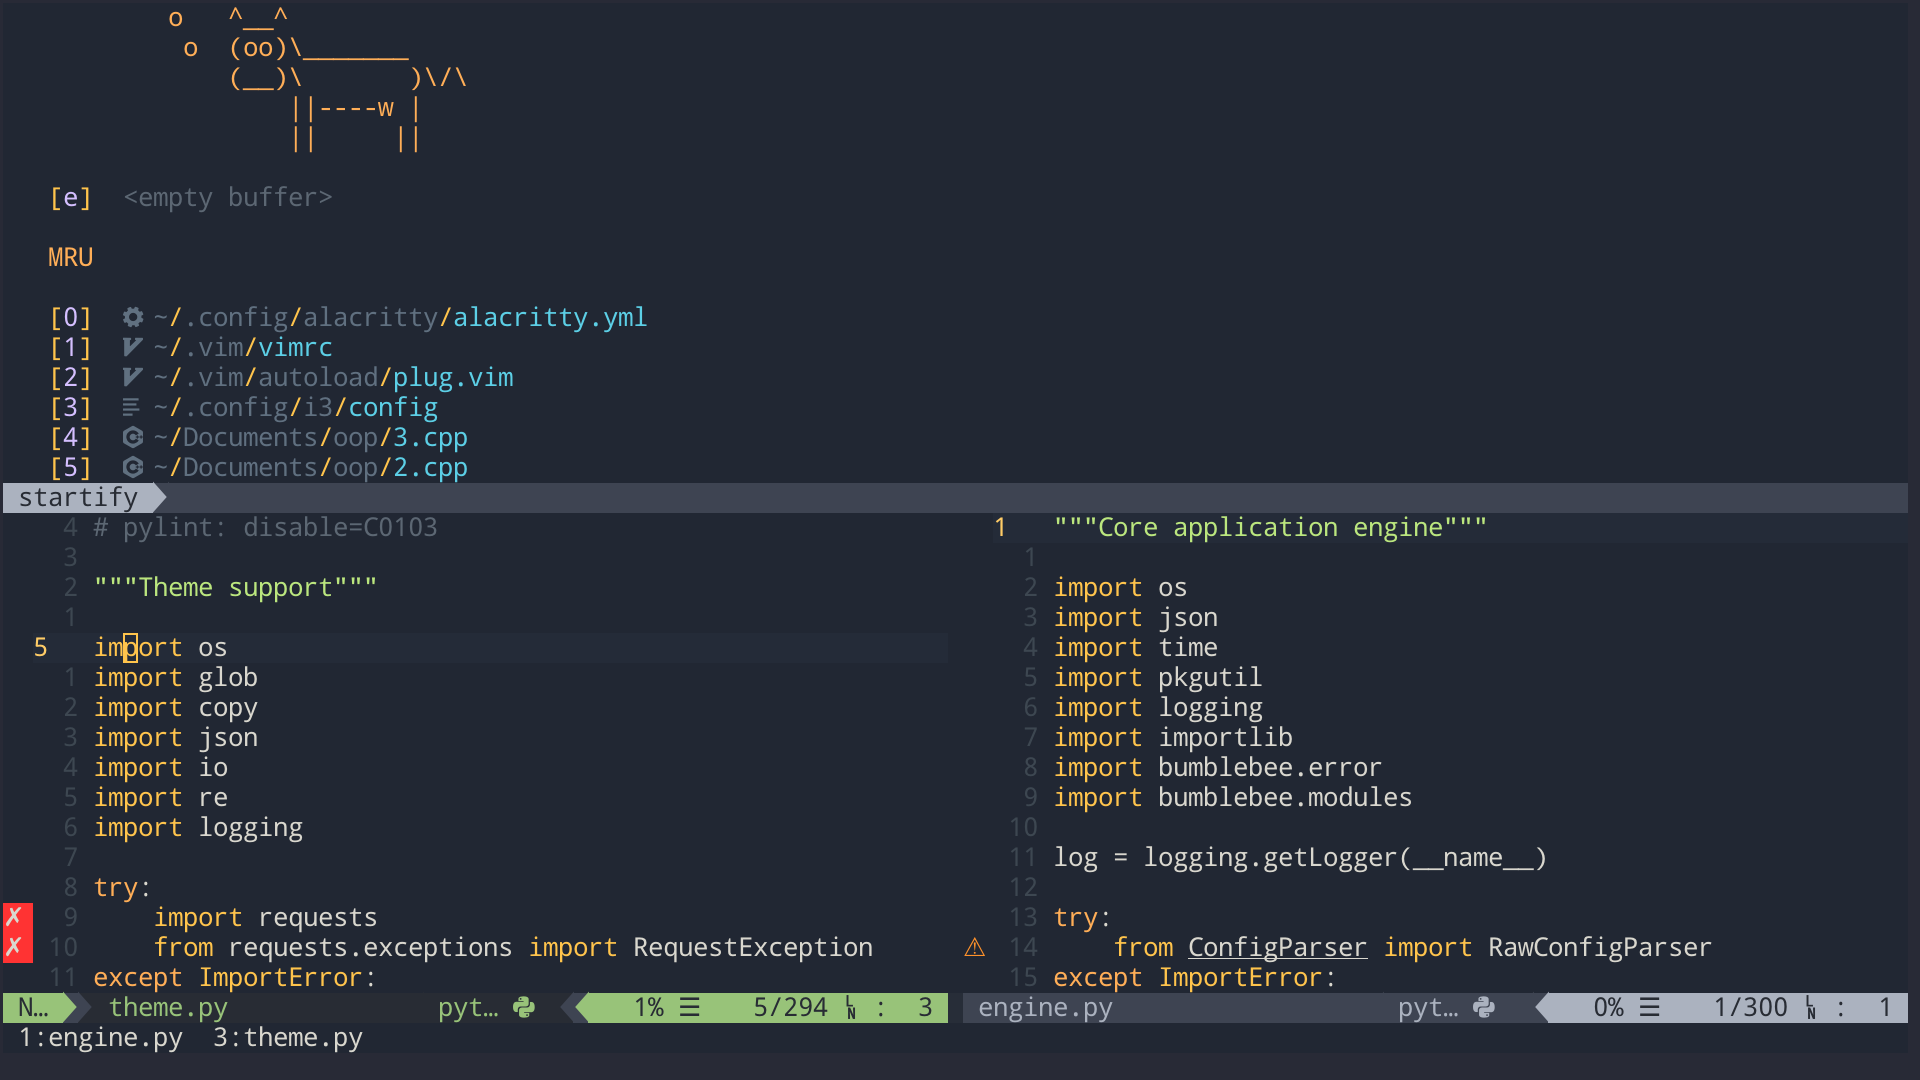 o   ^__^
         o  (oo)\_______
            (__)\       )\/\
                ||----w |
                ||     ||
[e]  <empty buffer>
MRU
[0]  ~/.config/alacritty/alacritty.yml
[1]  ~/.vim/vimrc
[2]  ~/.vim/autoload/plug.vim
[3]  ~/.config/i3/config
[4]  ~/Documents/oop/3.cpp
[5]  ~/Documents/oop/2.cpp
startify
4 # pylint: disable=C0103
3
2 """Theme support"""
1
5 import os
1 import glob
2 import copy
3 import json
4 import io
5 import re
6 import logging
7
8 try:
✗ 9     import requests
✗ 10     from requests.exceptions import RequestException
11 except ImportError:
N… theme.py pyt… 1% ☰ 5/294 LN : 3
1 """Core application engine"""
1
2 import os
3 import json
4 import time
5 import pkgutil
6 import logging
7 import importlib
8 import bumblebee.error
9 import bumblebee.modules
10
11 log = logging.getLogger(__name__)
12
13 try:
⚠ 14     from ConfigParser import RawConfigParser
15 except ImportError:
engine.py pyt… 0% ☰ 1/300 LN : 1
1:engine.py  3:theme.py